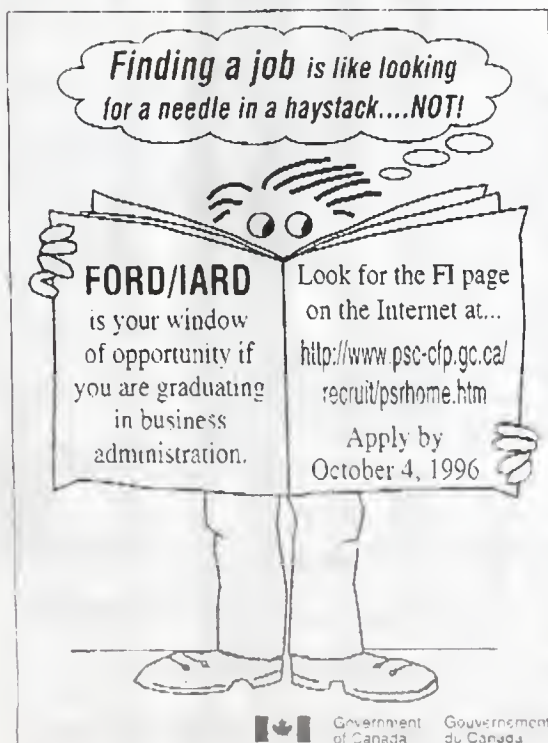 Finding a job is like looking
for a needle in a haystack....NOT!
FORD/IARD
is your window
of opportunity if
you are graduating
in business
administration.
Look for the FI page
on the Internet at...
http://www.psc-cfp.gc.ca/
recruit/psrhome.htm
Apply by
October 4, 1996
Government Gouvernement
of Canada du Canada